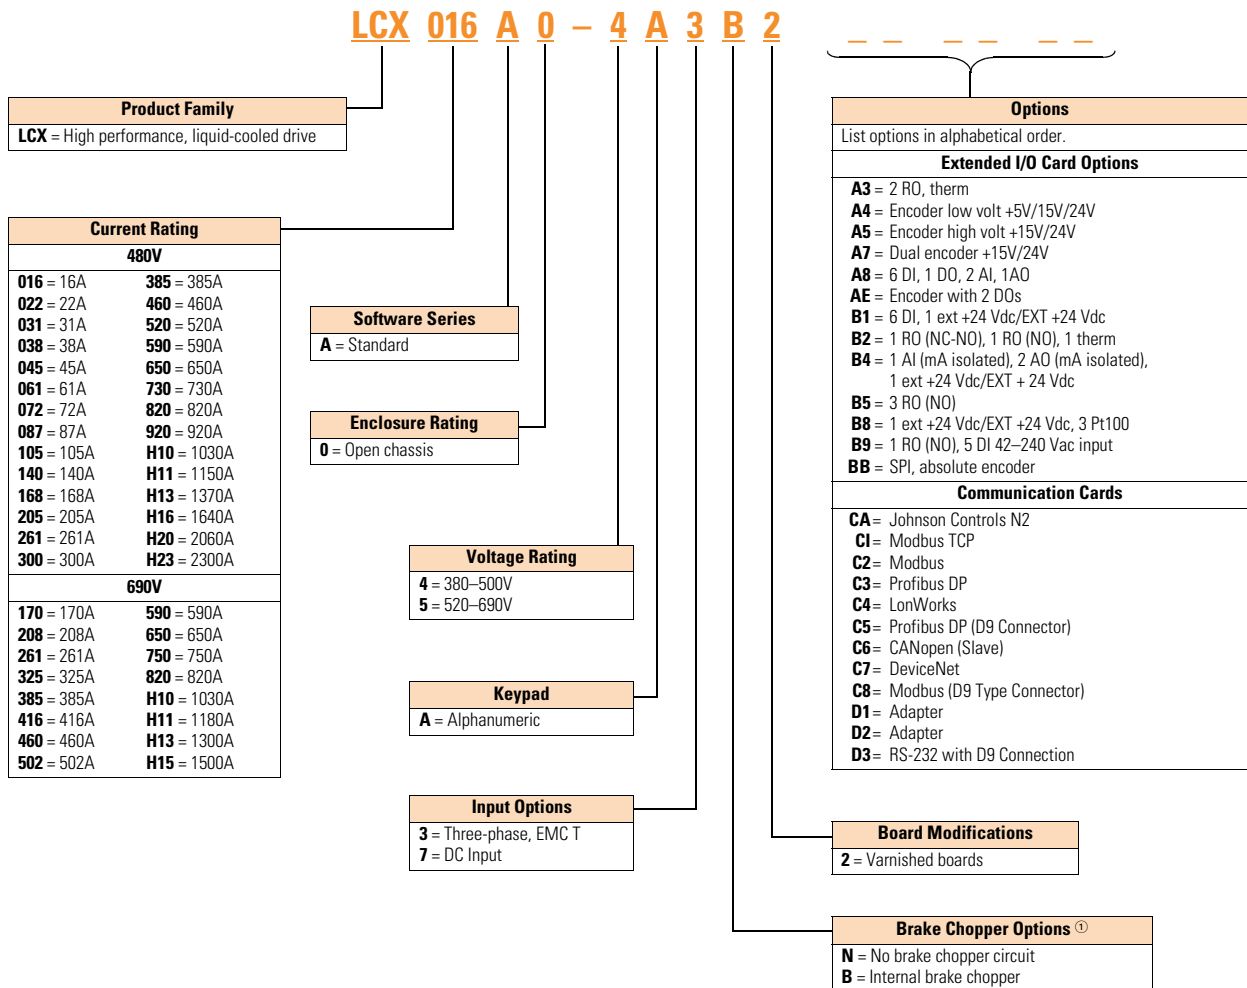 LCX 016 A 0 – 4 A 3 B 2 _ _ _ _ _ _
Product Family
LCX = High performance, liquid-cooled drive
Current Rating
480V
016 = 16A 385 = 385A
022 = 22A 460 = 460A
031 = 31A 520 = 520A
038 = 38A 590 = 590A
045 = 45A 650 = 650A
061 = 61A 730 = 730A
072 = 72A 820 = 820A
087 = 87A 920 = 920A
105 = 105A H10 = 1030A
140 = 140A H11 = 1150A
168 = 168A H13 = 1370A
205 = 205A H16 = 1640A
261 = 261A H20 = 2060A
300 = 300A H23 = 2300A
690V
170 = 170A 590 = 590A
208 = 208A 650 = 650A
261 = 261A 750 = 750A
325 = 325A 820 = 820A
385 = 385A H10 = 1030A
416 = 416A H11 = 1180A
460 = 460A H13 = 1300A
502 = 502A H15 = 1500A
Software Series
A = Standard
Enclosure Rating
0 = Open chassis
Voltage Rating
4 = 380–500V
5 = 520–690V
Keypad
A = Alphanumeric
Input Options
3 = Three-phase, EMC T
7 = DC Input
Options
List options in alphabetical order.
Extended I/O Card Options
A3 = 2 RO, therm
A4 = Encoder low volt +5V/15V/24V
A5 = Encoder high volt +15V/24V
A7 = Dual encoder +15V/24V
A8 = 6 DI, 1 DO, 2 AI, 1AO
AE = Encoder with 2 DOs
B1 = 6 DI, 1 ext +24 Vdc/EXT +24 Vdc
B2 = 1 RO (NC-NO), 1 RO (NO), 1 therm
B4 = 1 AI (mA isolated), 2 AO (mA isolated),
1 ext +24 Vdc/EXT + 24 Vdc
B5 = 3 RO (NO)
B8 = 1 ext +24 Vdc/EXT +24 Vdc, 3 Pt100
B9 = 1 RO (NO), 5 DI 42–240 Vac input
BB = SPI, absolute encoder
Communication Cards
CA = Johnson Controls N2
CI = Modbus TCP
C2 = Modbus
C3 = Profibus DP
C4 = LonWorks
C5 = Profibus DP (D9 Connector)
C6 = CANopen (Slave)
C7 = DeviceNet
C8 = Modbus (D9 Type Connector)
D1 = Adapter
D2 = Adapter
D3 = RS-232 with D9 Connection
Board Modifications
2 = Varnished boards
Brake Chopper Options ①
N = No brake chopper circuit
B = Internal brake chopper